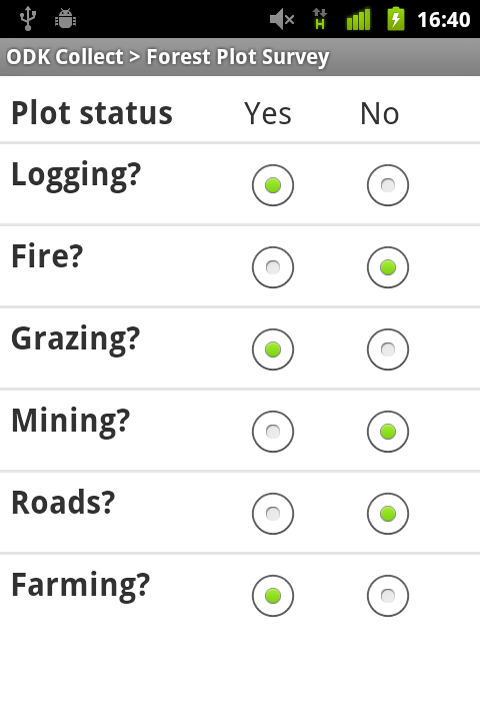 H 16:40
ODK Collect > Forest Plot Survey
Plot status Yes No
Logging?
Fire?
Grazing?
Mining?
Roads?
Farming?